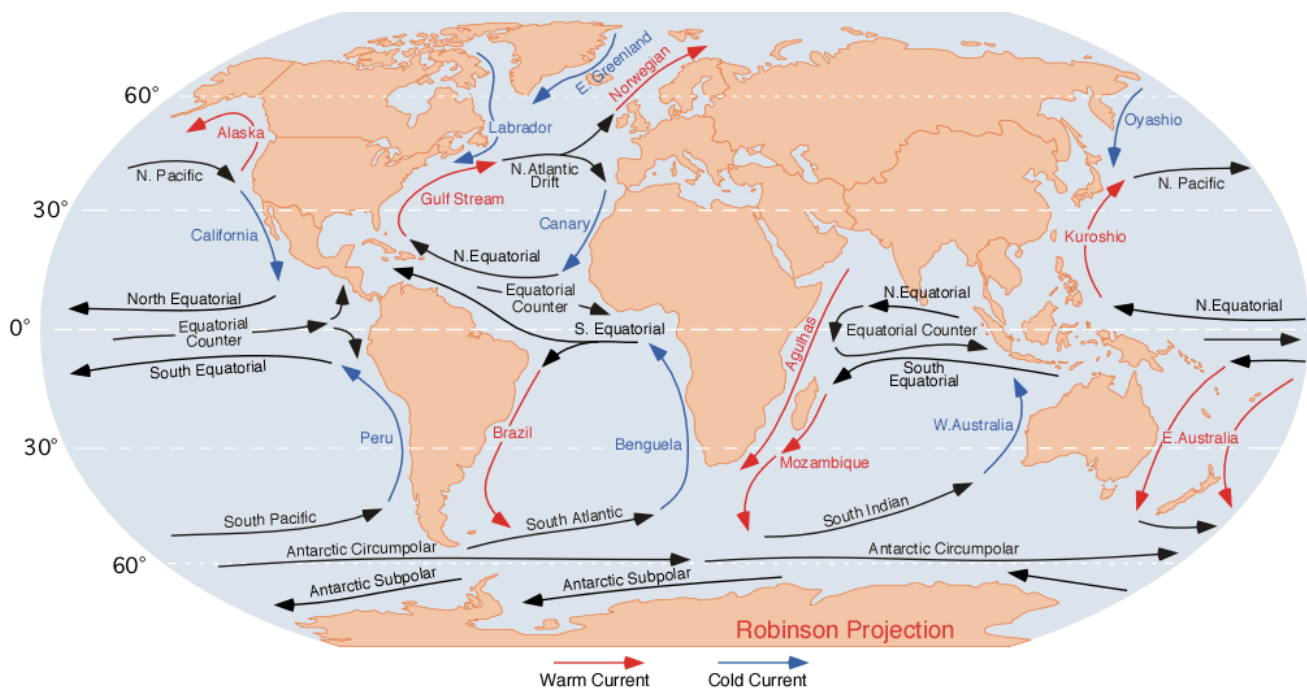 E. Greenland
Norwegian
60°
Alaska
Labrador
Oyashio
N. Pacific
N.Atlantic
Drift
N. Pacific
Gulf Stream
30°
California
Canary
Kuroshio
N.Equatorial
North Equatorial
Equatorial
Counter
N.Equatorial
N.Equatorial
0°
Equatorial
Counter
S. Equatorial
Agulhas
Equatorial Counter
South Equatorial
South
Equatorial
Peru
Brazil
Benguela
W.Australia
E.Australia
30°
Mozambique
South Pacific
South Atlantic
South Indian
Antarctic Circumpolar
Antarctic Circumpolar
60°
Antarctic Subpolar
Antarctic Subpolar
Robinson Projection
Warm Current
Cold Current